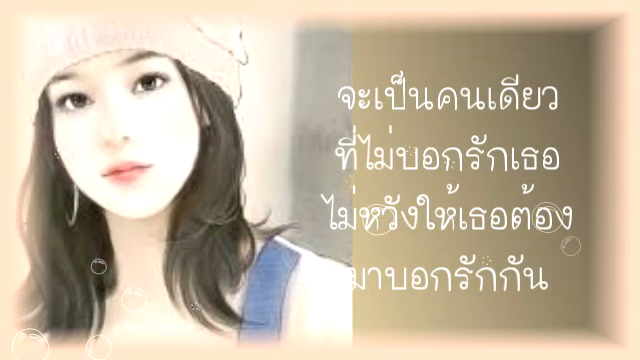 จะเป็นคนเดียว
ที่ไม่บอกรักเธอ
ไม่หวังให้เธอต้อง
มาบอกรักกัน